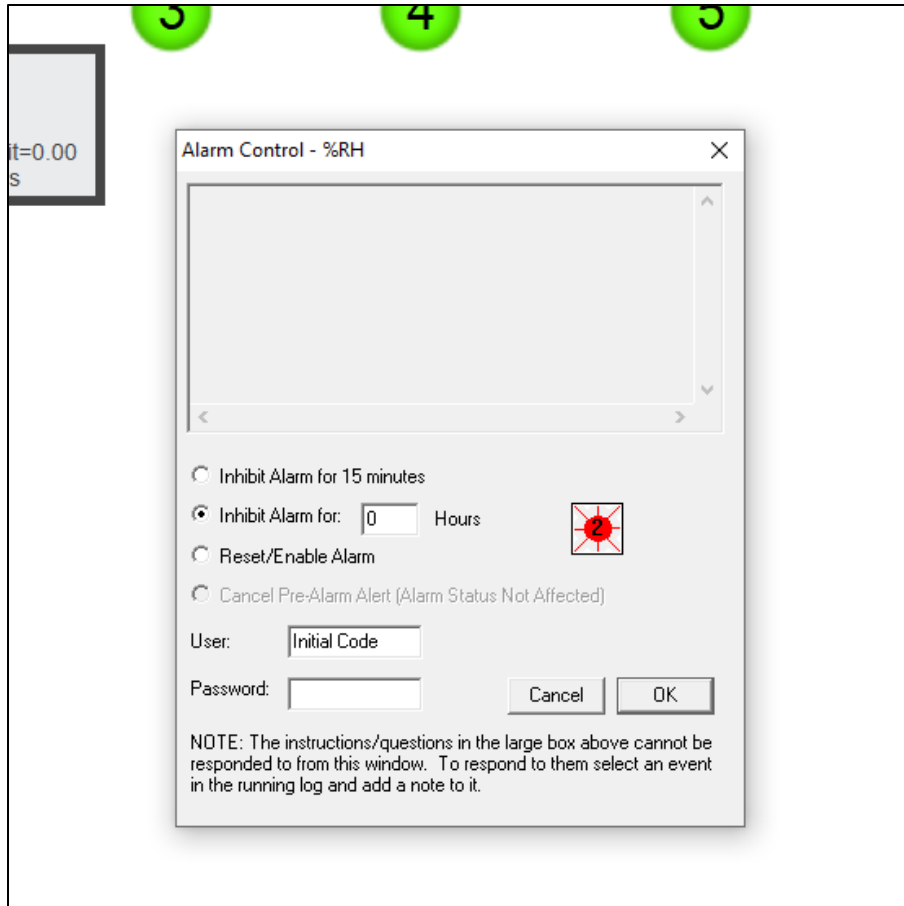 3 4 5
it=0.00
s
Alarm Control - %RH
Inhibit Alarm for 15 minutes
Inhibit Alarm for: 0 Hours
2
Reset/Enable Alarm
Cancel Pre-Alarm Alert (Alarm Status Not Affected)
User: Initial Code
Password:
Cancel OK
NOTE: The instructions/questions in the large box above cannot be
responded to from this window. To respond to them select an event
in the running log and add a note to it.